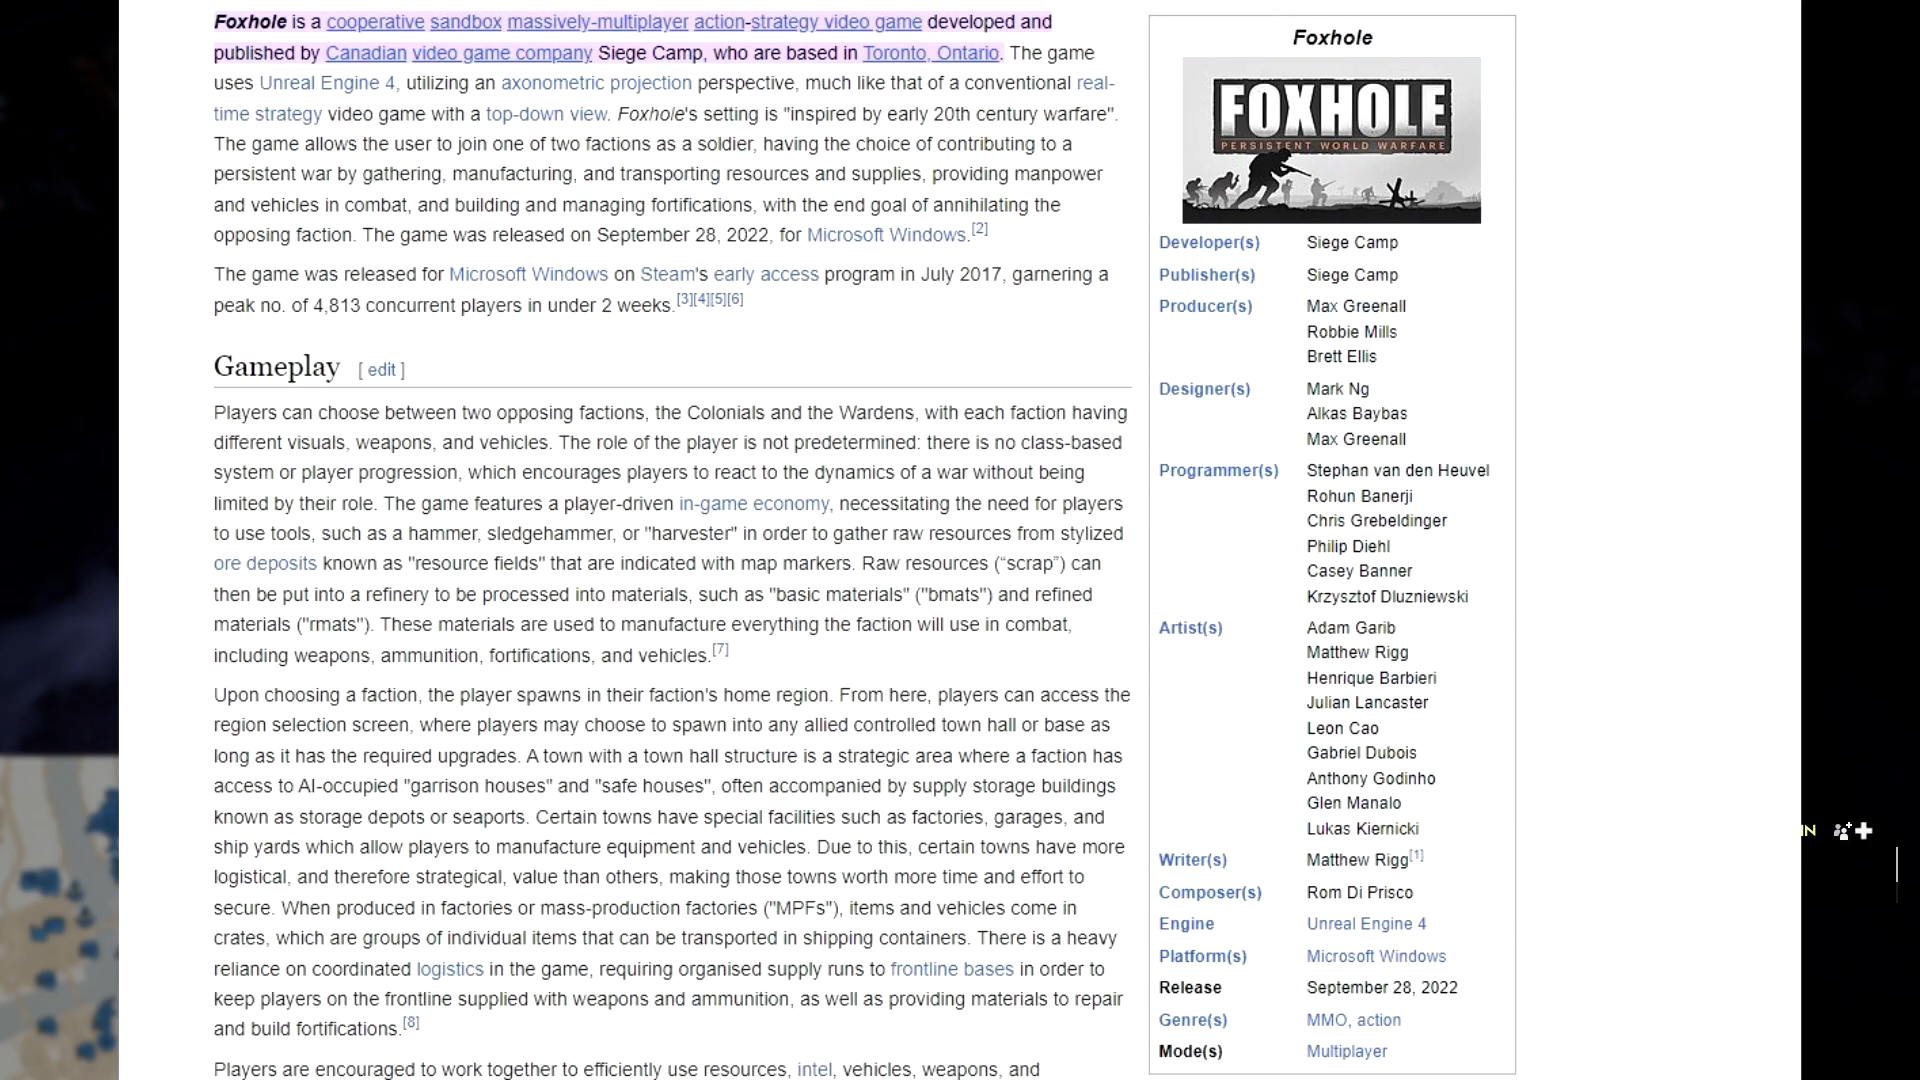 Foxhole is a cooperative sandbox massively-multiplayer action-strategy video game developed and
published by Canadian video game company Siege Camp, who are based in Toronto, Ontario. The game
uses Unreal Engine 4, utilizing an axonometric projection perspective, much like that of a conventional real-
time strategy video game with a top-down view. Foxhole's setting is "inspired by early 20th century warfare".
The game allows the user to join one of two factions as a soldier, having the choice of contributing to a
persistent war by gathering, manufacturing, and transporting resources and supplies, providing manpower
and vehicles in combat, and building and managing fortifications, with the end goal of annihilating the
opposing faction. The game was released on September 28, 2022, for Microsoft Windows.[2]
The game was released for Microsoft Windows on Steam's early access program in July 2017, garnering a
peak no. of 4,813 concurrent players in under 2 weeks.[3][4][5][6]
Gameplay [ edit ]
Players can choose between two opposing factions, the Colonials and the Wardens, with each faction having
different visuals, weapons, and vehicles. The role of the player is not predetermined: there is no class-based
system or player progression, which encourages players to react to the dynamics of a war without being
limited by their role. The game features a player-driven in-game economy, necessitating the need for players
to use tools, such as a hammer, sledgehammer, or "harvester" in order to gather raw resources from stylized
ore deposits known as "resource fields" that are indicated with map markers. Raw resources (“scrap”) can
then be put into a refinery to be processed into materials, such as "basic materials" ("bmats") and refined
materials ("rmats"). These materials are used to manufacture everything the faction will use in combat,
including weapons, ammunition, fortifications, and vehicles.[7]
Upon choosing a faction, the player spawns in their faction's home region. From here, players can access the
region selection screen, where players may choose to spawn into any allied controlled town hall or base as
long as it has the required upgrades. A town with a town hall structure is a strategic area where a faction has
access to AI-occupied "garrison houses" and "safe houses", often accompanied by supply storage buildings
known as storage depots or seaports. Certain towns have special facilities such as factories, garages, and
ship yards which allow players to manufacture equipment and vehicles. Due to this, certain towns have more
logistical, and therefore strategical, value than others, making those towns worth more time and effort to
secure. When produced in factories or mass-production factories ("MPFs"), items and vehicles come in
crates, which are groups of individual items that can be transported in shipping containers. There is a heavy
reliance on coordinated logistics in the game, requiring organised supply runs to frontline bases in order to
keep players on the frontline supplied with weapons and ammunition, as well as providing materials to repair
and build fortifications.[8]
Players are encouraged to work together to efficiently use resources, intel, vehicles, weapons, and
Foxhole
FOXHOLE
PERSISTENT WORLD WARFARE
Developer(s) Siege Camp
Publisher(s) Siege Camp
Producer(s) Max Greenall
Robbie Mills
Brett Ellis
Designer(s) Mark Ng
Alkas Baybas
Max Greenall
Programmer(s) Stephan van den Heuvel
Rohun Banerji
Chris Grebeldinger
Philip Diehl
Casey Banner
Krzysztof Dluzniewski
Artist(s) Adam Garib
Matthew Rigg
Henrique Barbieri
Julian Lancaster
Leon Cao
Gabriel Dubois
Anthony Godinho
Glen Manalo
Lukas Kiernicki
Writer(s) Matthew Rigg[1]
Composer(s) Rom Di Prisco
Engine Unreal Engine 4
Platform(s) Microsoft Windows
Release September 28, 2022
Genre(s) MMO, action
Mode(s) Multiplayer